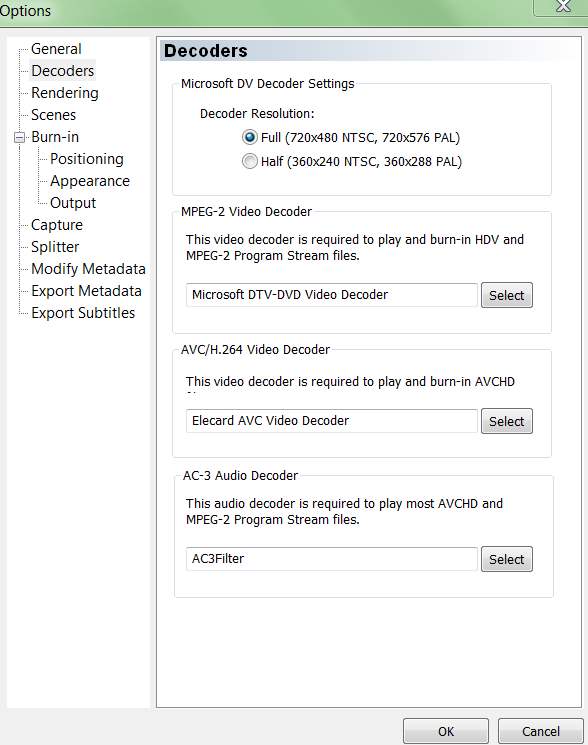 Options
General
Decoders
Rendering
Scenes
Burn-in
Positioning
Appearance
Output
Capture
Splitter
Modify Metadata
Export Metadata
Export Subtitles
Decoders
Microsoft DV Decoder Settings
Decoder Resolution:
Full (720x480 NTSC, 720x576 PAL)
Half (360x240 NTSC, 360x288 PAL)
MPEG-2 Video Decoder
This video decoder is required to play and burn-in HDV and
MPEG-2 Program Stream files.
Microsoft DTV-DVD Video Decoder
Select
AVC/H.264 Video Decoder
This video decoder is required to play and burn-in AVCHD
Elecard AVC Video Decoder
Select
AC-3 Audio Decoder
This audio decoder is required to play most AVCHD and
MPEG-2 Program Stream files.
AC3Filter
Select
OK
Cancel